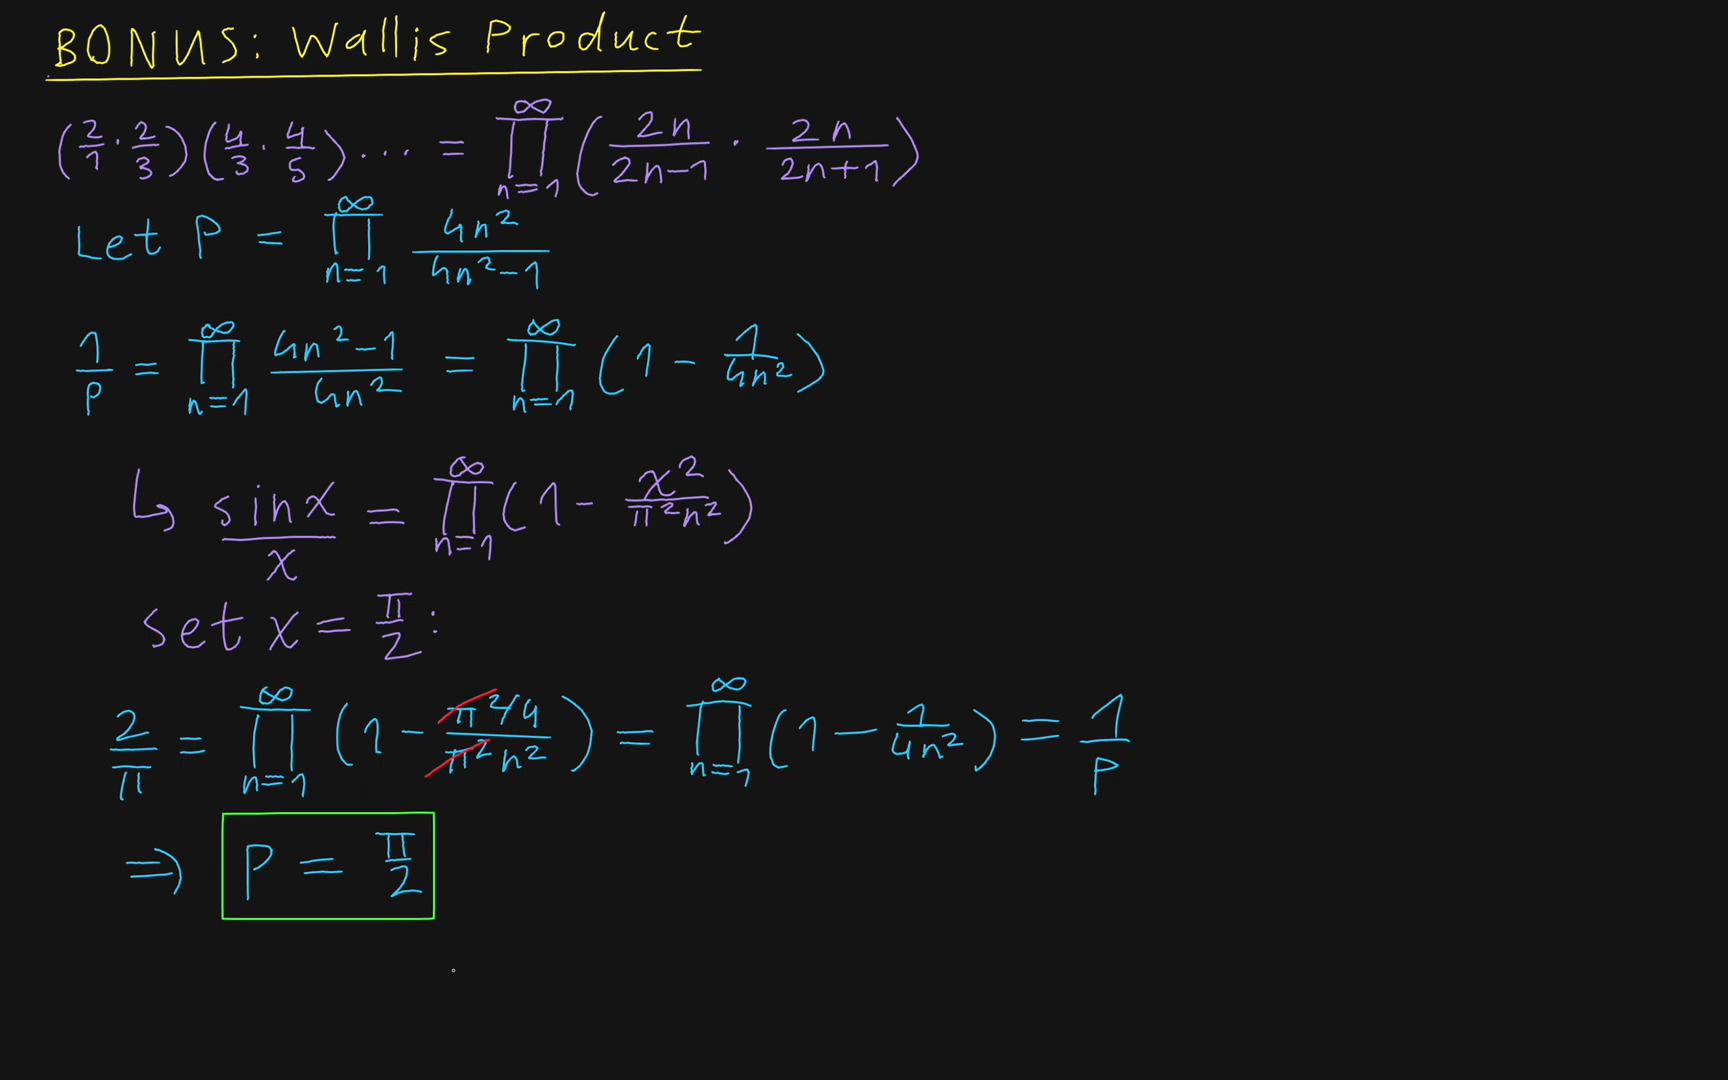 BONUS: Wallis Product
(2/1 · 2/3)(4/3 · 4/5) ... = ∏_{n=1}^{∞} (2n/(2n-1) · 2n/(2n+1))
Let P = ∏_{n=1}^{∞} 4n²/(4n²-1)
1/P = ∏_{n=1}^{∞} (4n²-1)/4n² = ∏_{n=1}^{∞} (1 - 1/4n²)
↳ sinx/x = ∏_{n=1}^{∞} (1 - x²/π²n²)
set x = π/2 :
2/π = ∏_{n=1}^{∞} (1 - (π²/4)/(π²n²)) = ∏_{n=1}^{∞} (1 - 1/4n²) = 1/P
⇒ P = π/2